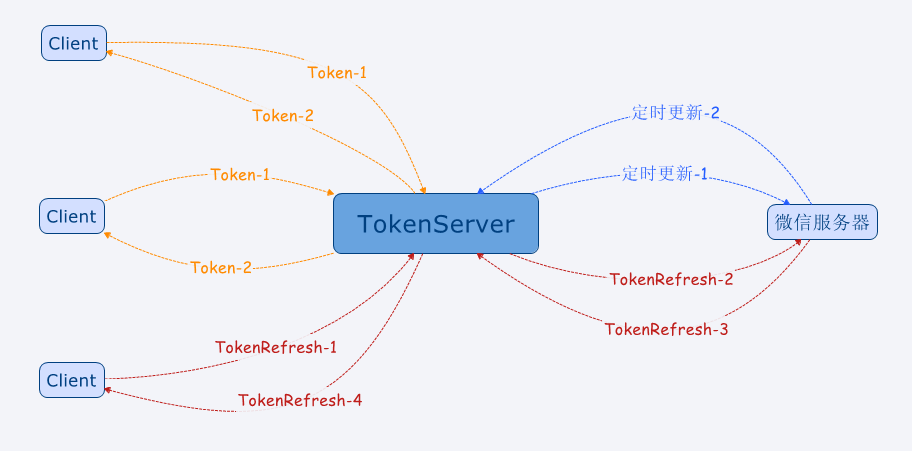 Client
Token-1
Token-2
定时更新-2
Token-1
定时更新-1
Client
TokenServer
微信服务器
Token-2
TokenRefresh-2
TokenRefresh-3
TokenRefresh-1
Client
TokenRefresh-4